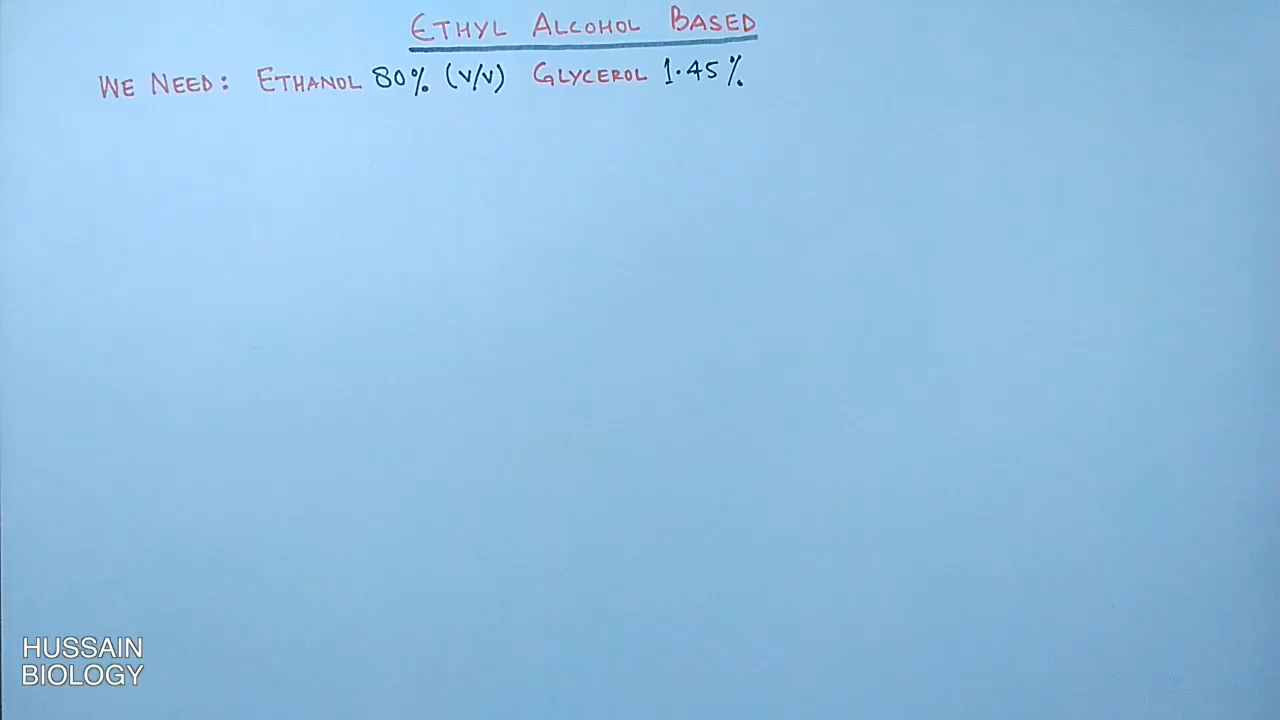 ETHYL ALCOHOL BASED
WE NEED: ETHANOL 80% (V/V) GLYCEROL 1.45%
HUSSAIN
BIOLOGY